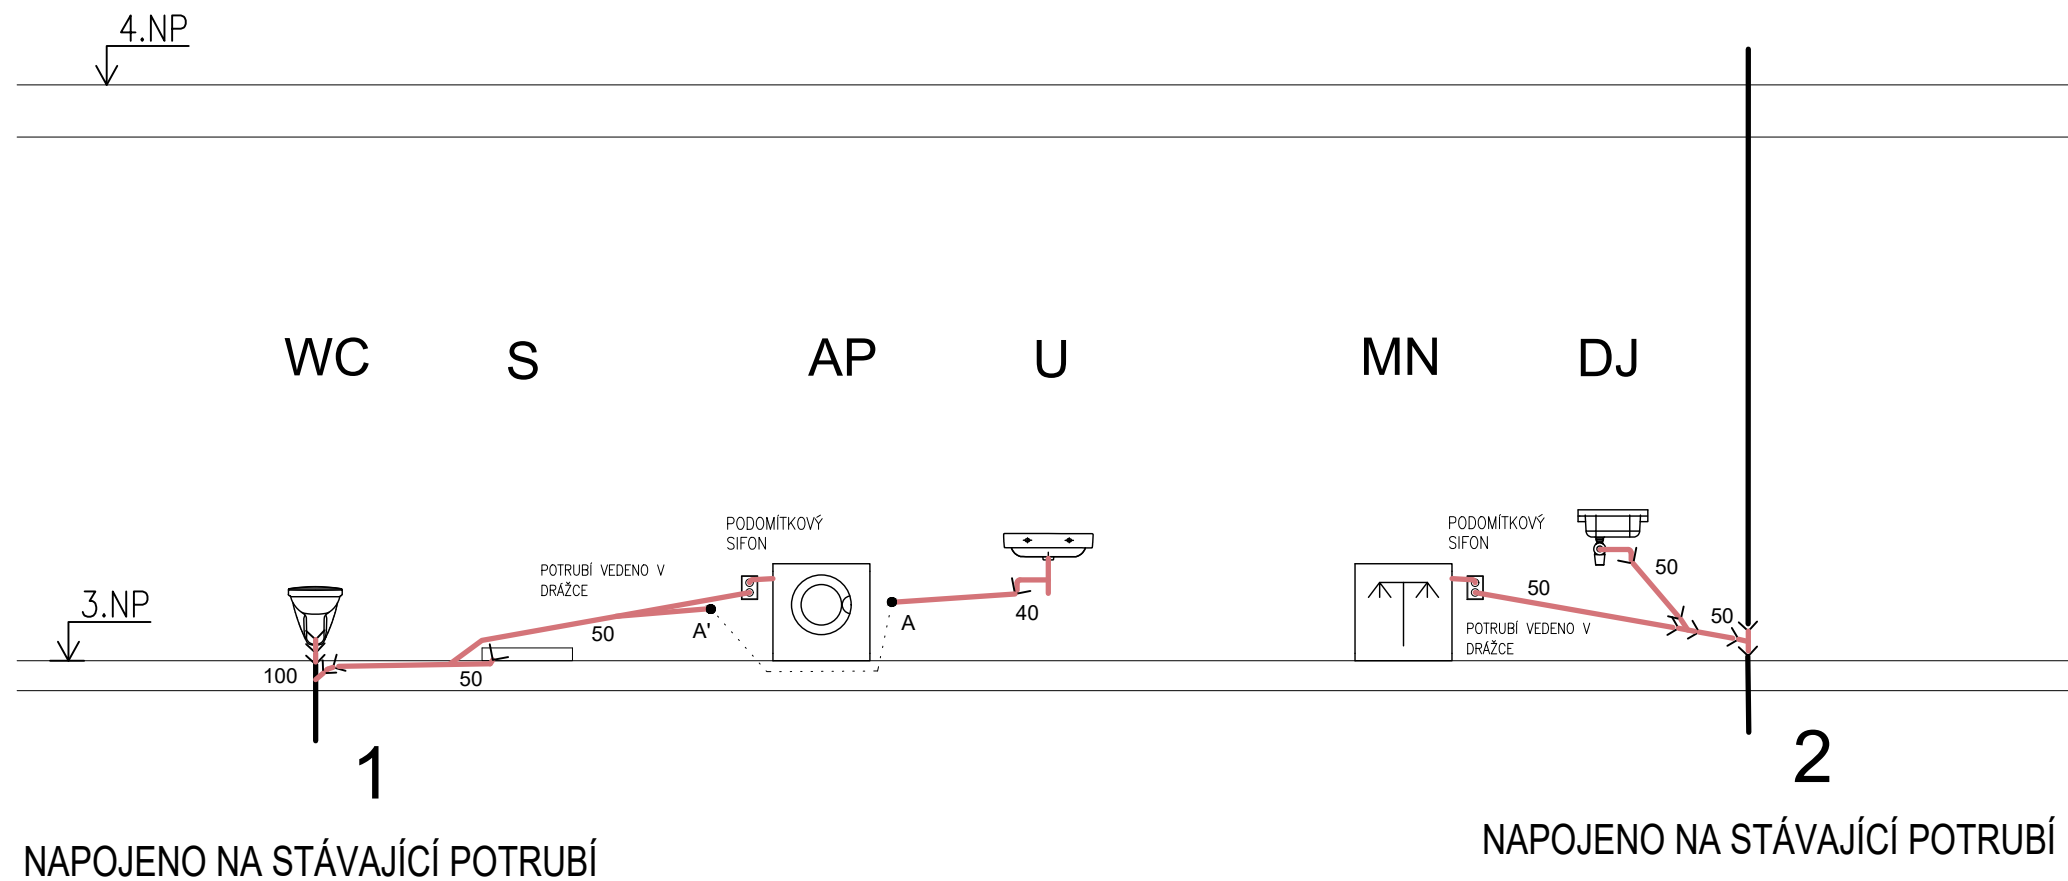 4.NP
WC
S
AP
U
MN
DJ
PODOMÍTKOVÝ
SIFON
PODOMÍTKOVÝ
SIFON
POTRUBÍ VEDENO V
DRÁŽCE
50
50
3.NP
50
A'
A
40
50
POTRUBÍ VEDENO V
DRÁŽCE
100
50
1
2
NAPOJENO NA STÁVAJÍCÍ POTRUBÍ
NAPOJENO NA STÁVAJÍCÍ POTRUBÍ